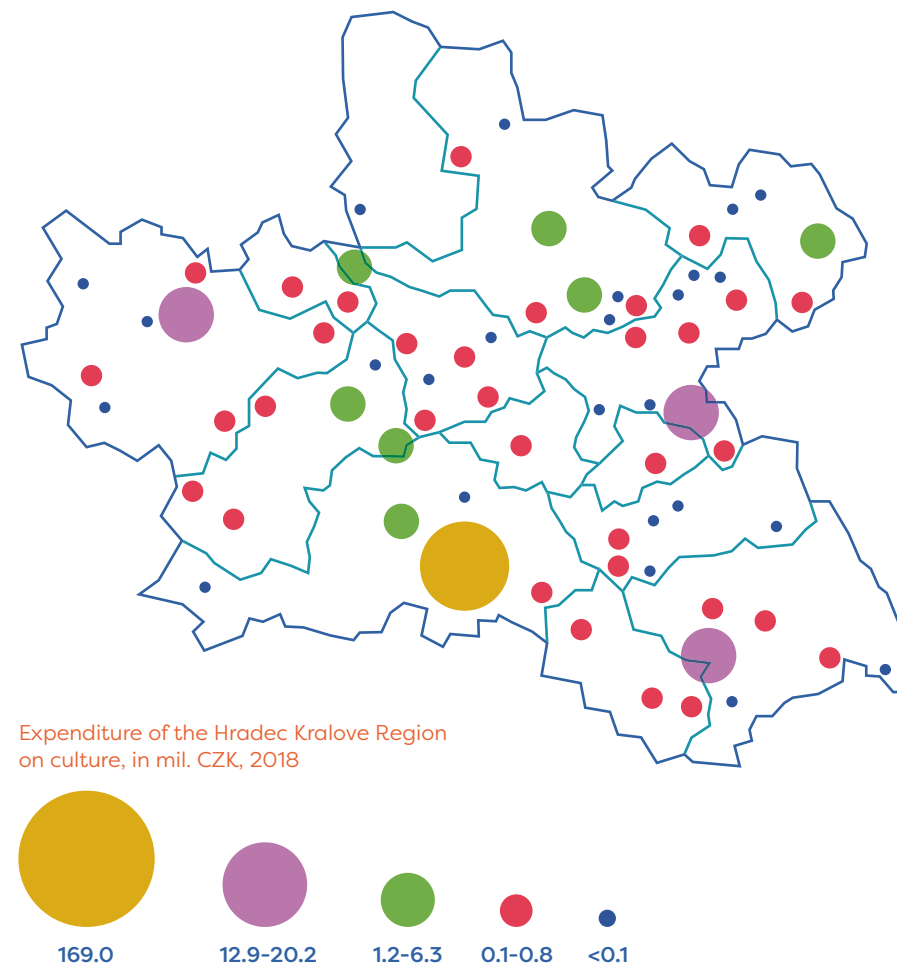 Expenditure of the Hradec Kralove Region
on culture, in mil. CZK, 2018
169.0 12.9-20.2 1.2-6.3 0.1-0.8 <0.1